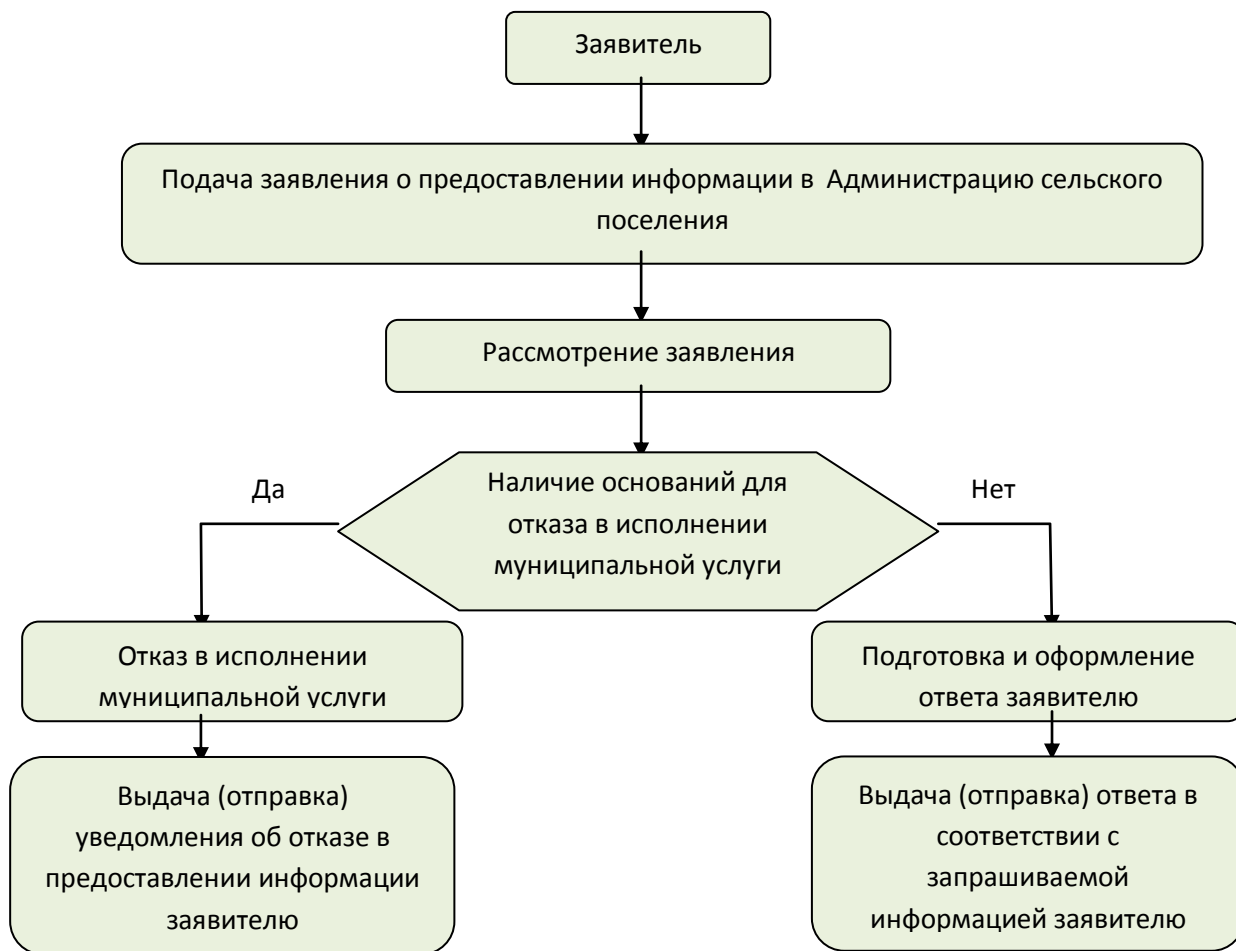 Заявитель
Подача заявления о предоставлении информации в Администрацию сельского
поселения
Рассмотрение заявления
Да
Наличие оснований для
отказа в исполнении
муниципальной услуги
Нет
Отказ в исполнении
муниципальной услуги
Подготовка и оформление
ответа заявителю
Выдача (отправка)
уведомления об отказе в
предоставлении информации
заявителю
Выдача (отправка) ответа в
соответствии с
запрашиваемой
информацией заявителю